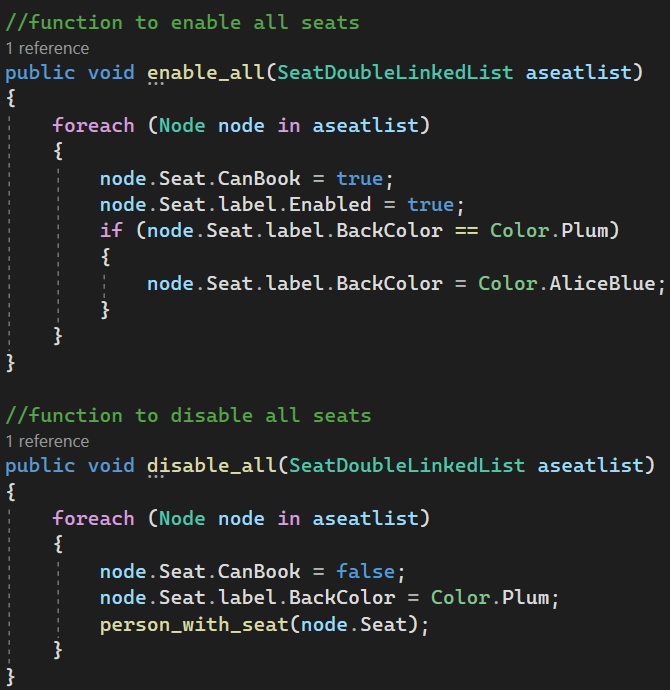 //function to enable all seats
1 reference
public void enable_all(SeatDoubleLinkedList aseatlist)
{
    foreach (Node node in aseatlist)
    {
        node.Seat.CanBook = true;
        node.Seat.label.Enabled = true;
        if (node.Seat.label.BackColor == Color.Plum)
        {
            node.Seat.label.BackColor = Color.AliceBlue;
        }
    }
}

//function to disable all seats
1 reference
public void disable_all(SeatDoubleLinkedList aseatlist)
{
    foreach (Node node in aseatlist)
    {
        node.Seat.CanBook = false;
        node.Seat.label.BackColor = Color.Plum;
        person_with_seat(node.Seat);
    }
}